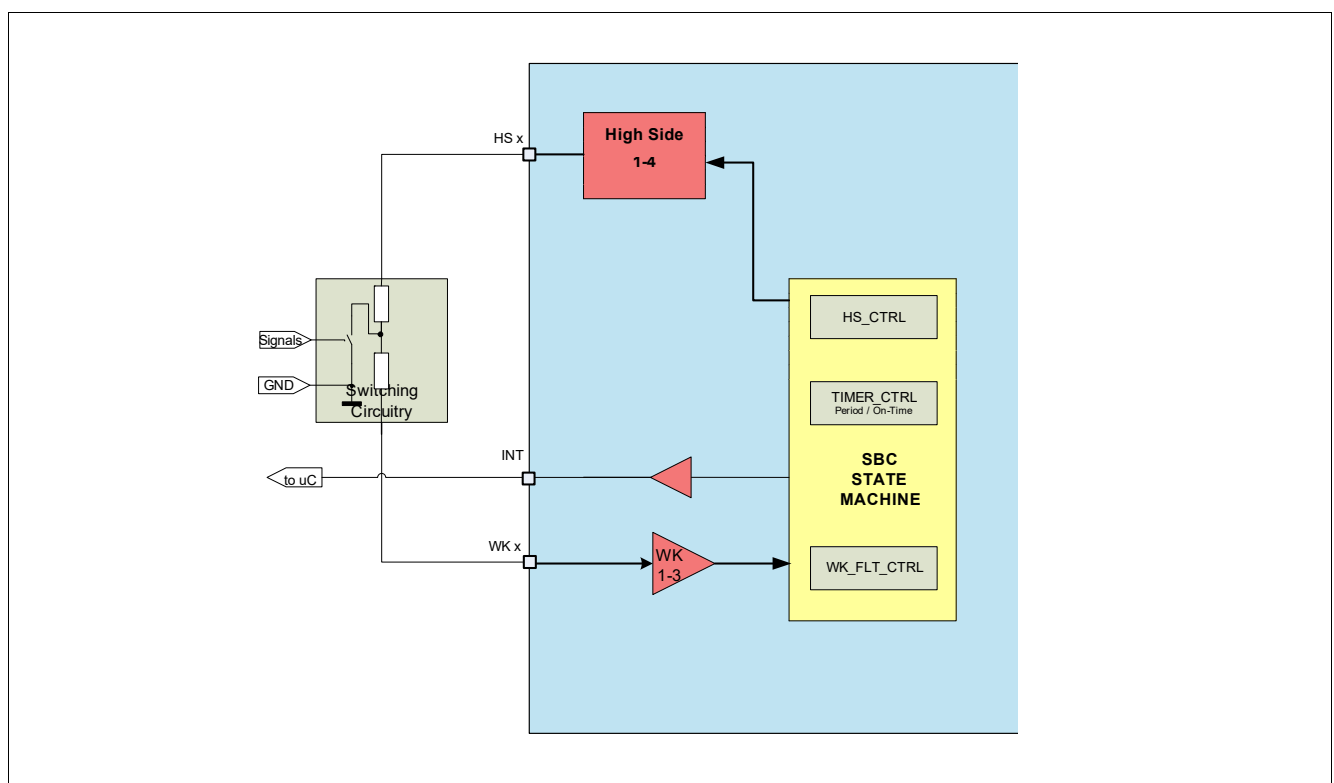 HS x
High Side
1-4
HS_CTRL
Signals
GND
Switching
Circuitry
TIMER_CTRL
Period / On-Time
SBC
STATE
MACHINE
INT
to uC
WK x
WK
1-3
WK_FLT_CTRL